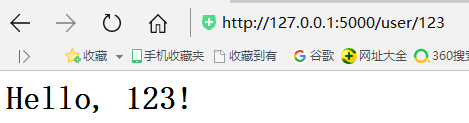 http://127.0.0.1:5000/user/123
收藏 手机收藏夹 收藏到有 谷歌 网址大全 360搜
Hello, 123!